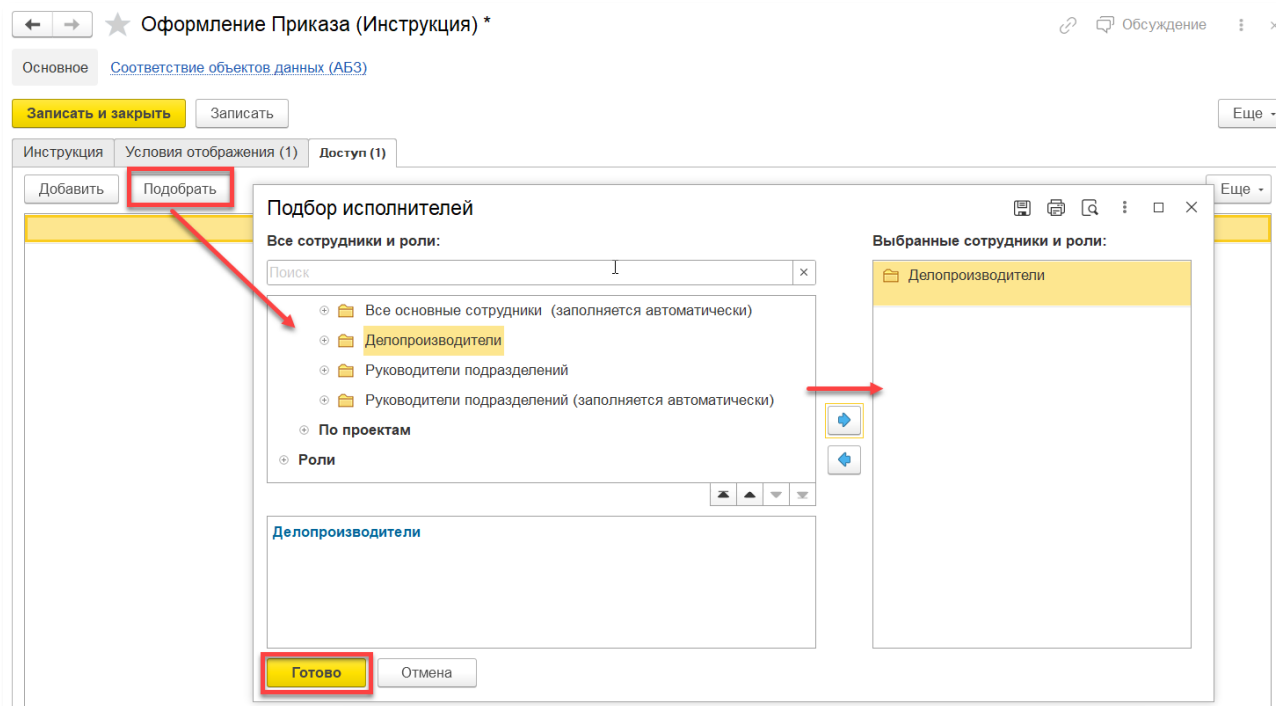 Оформление Приказа (Инструкция) *
Обсуждение
Основное Соответствие объектов данных (АБЗ)
Записать и закрыть Записать Еще
Инструкция Условия отображения (1) Доступ (1)
Добавить Подобрать Еще
Подбор исполнителей
Все сотрудники и роли: Выбранные сотрудники и роли:
Поиск
Делопроизводители
Все основные сотрудники (заполняется автоматически)
Делопроизводители
Руководители подразделений
Руководители подразделений (заполняется автоматически)
По проектам
Роли
Делопроизводители
Готово Отмена